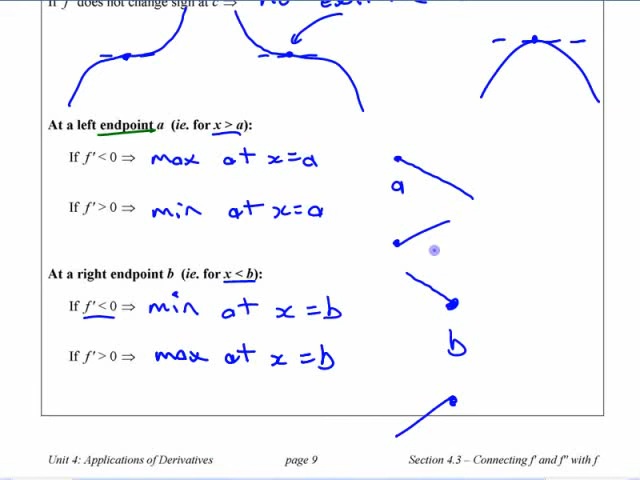 If f' does not change sign at c ⇒ no
At a left endpoint a (ie. for x > a):
If f' < 0 ⇒ max at x=a
a
If f' > 0 ⇒ min at x=a
At a right endpoint b (ie. for x < b):
If f' < 0 ⇒ min at x = b
b
If f' > 0 ⇒ max at x = b
Unit 4: Applications of Derivatives page 9 Section 4.3 – Connecting f' and f" with f